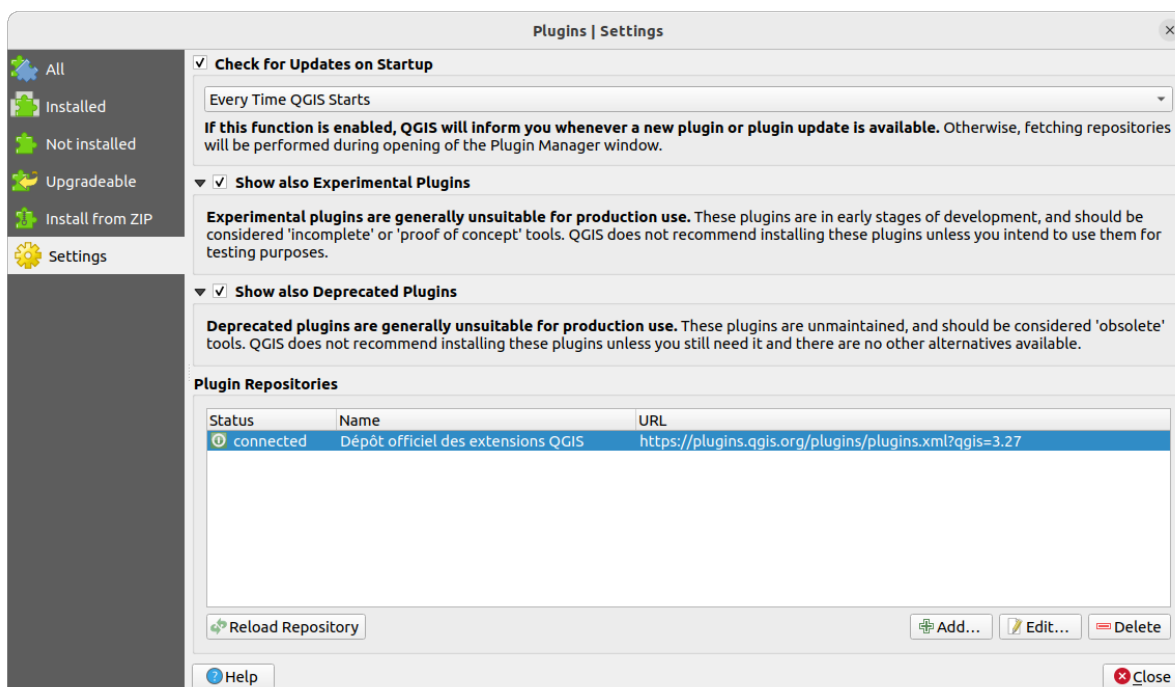 Plugins | Settings
All
Installed
Not installed
Upgradeable
Install from ZIP
Settings
Check for Updates on Startup
Every Time QGIS Starts
If this function is enabled, QGIS will inform you whenever a new plugin or plugin update is available. Otherwise, fetching repositories
will be performed during opening of the Plugin Manager window.
Show also Experimental Plugins
Experimental plugins are generally unsuitable for production use. These plugins are in early stages of development, and should be
considered 'incomplete' or 'proof of concept' tools. QGIS does not recommend installing these plugins unless you intend to use them for
testing purposes.
Show also Deprecated Plugins
Deprecated plugins are generally unsuitable for production use. These plugins are unmaintained, and should be considered 'obsolete'
tools. QGIS does not recommend installing these plugins unless you still need it and there are no other alternatives available.
Plugin Repositories
Status Name URL
connected Dépôt officiel des extensions QGIS https://plugins.qgis.org/plugins/plugins.xml?qgis=3.27
Reload Repository Add... Edit... Delete
Help Close